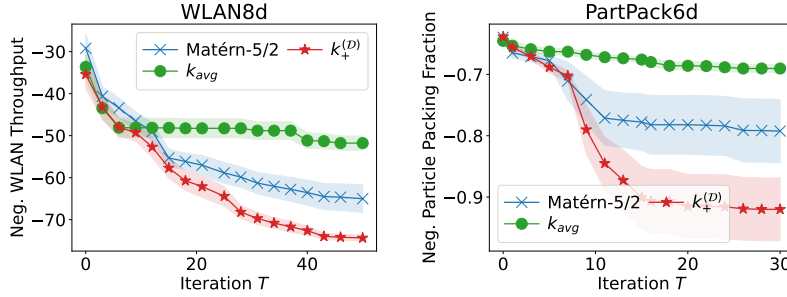 WLAN8d
Neg. WLAN Throughput
−30
−40
−50
−60
−70
Matérn-5/2
k_avg
k_+^(𝒟)
0
20
40
Iteration T
PartPack6d
Neg. Particle Packing Fraction
−0.7
−0.8
−0.9
Matérn-5/2
k_avg
k_+^(𝒟)
0
10
20
30
Iteration T